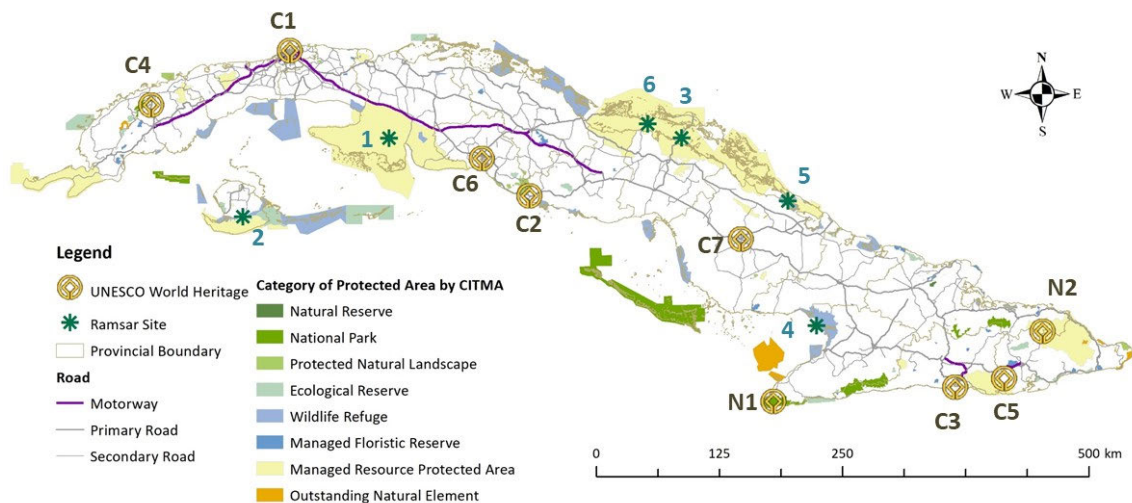 C1
C4
6
3
N
W
E
S
1
5
C6
C2
2
C7
N2
4
N1
C3
C5
Legend
UNESCO World Heritage
Ramsar Site
Provincial Boundary
Road
Motorway
Primary Road
Secondary Road
Category of Protected Area by CITMA
Natural Reserve
National Park
Protected Natural Landscape
Ecological Reserve
Wildlife Refuge
Managed Floristic Reserve
Managed Resource Protected Area
Outstanding Natural Element
0 125 250 500 km